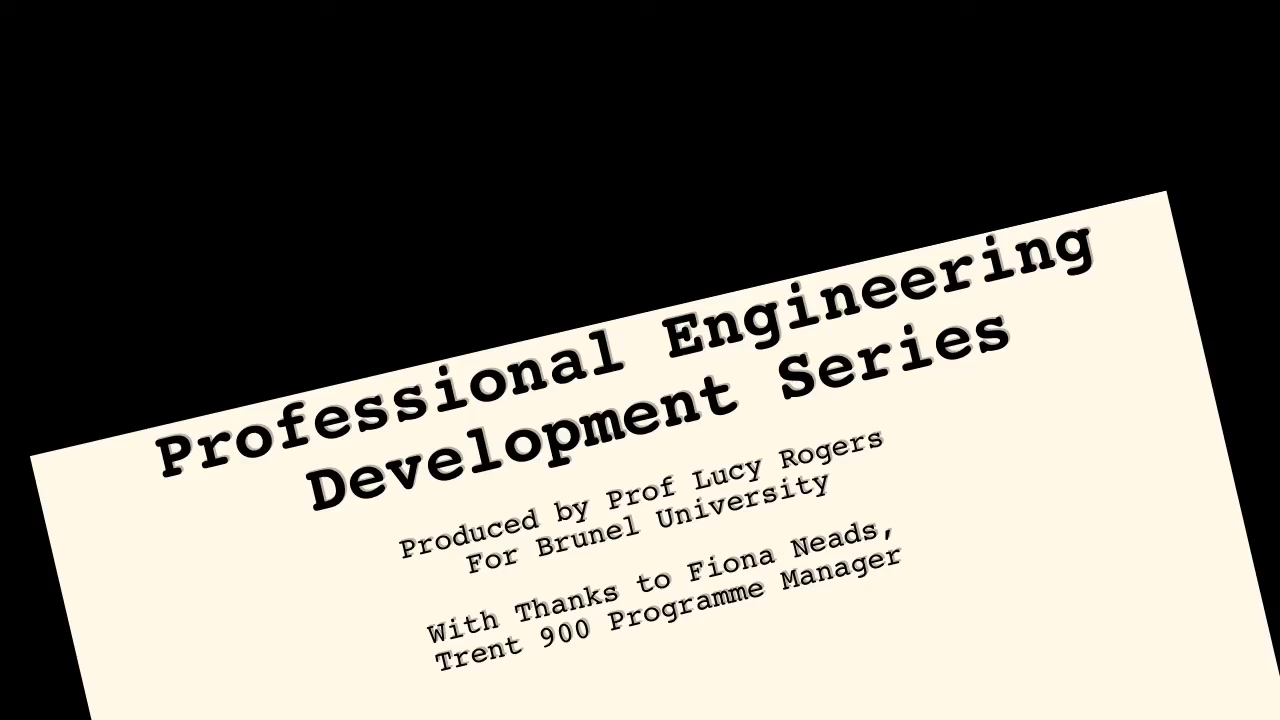 Professional Engineering
Development Series
Produced by Prof Lucy Rogers
For Brunel University
With Thanks to Fiona Neads,
Trent 900 Programme Manager